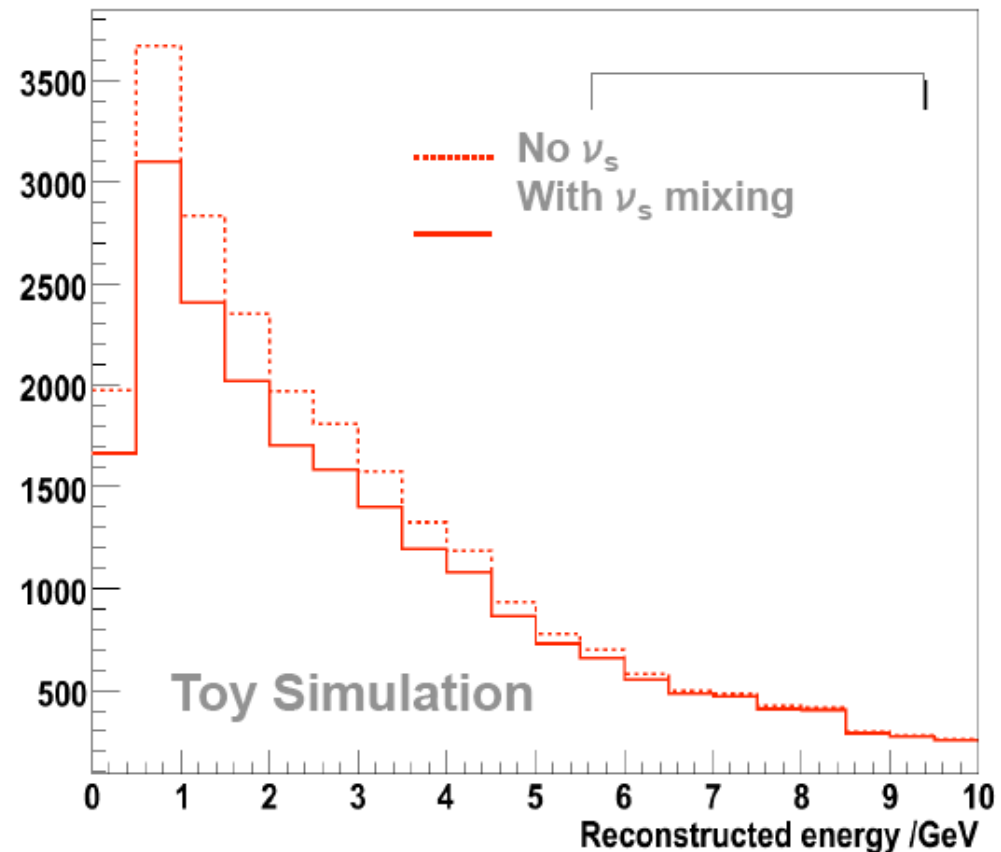 3500
3000
2500
2000
1500
1000
500
No νs
With νs mixing
Toy Simulation
0 1 2 3 4 5 6 7 8 9 10
Reconstructed energy /GeV